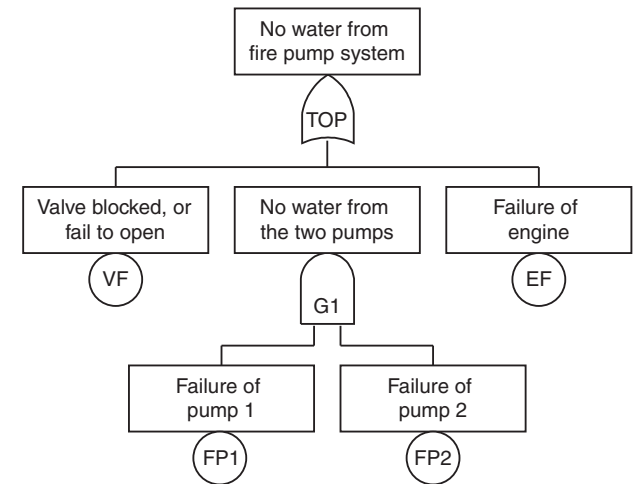 No water from
fire pump system
TOP
Valve blocked, or
fail to open
No water from
the two pumps
Failure of
engine
VF
G1
EF
Failure of
pump 1
Failure of
pump 2
FP1
FP2